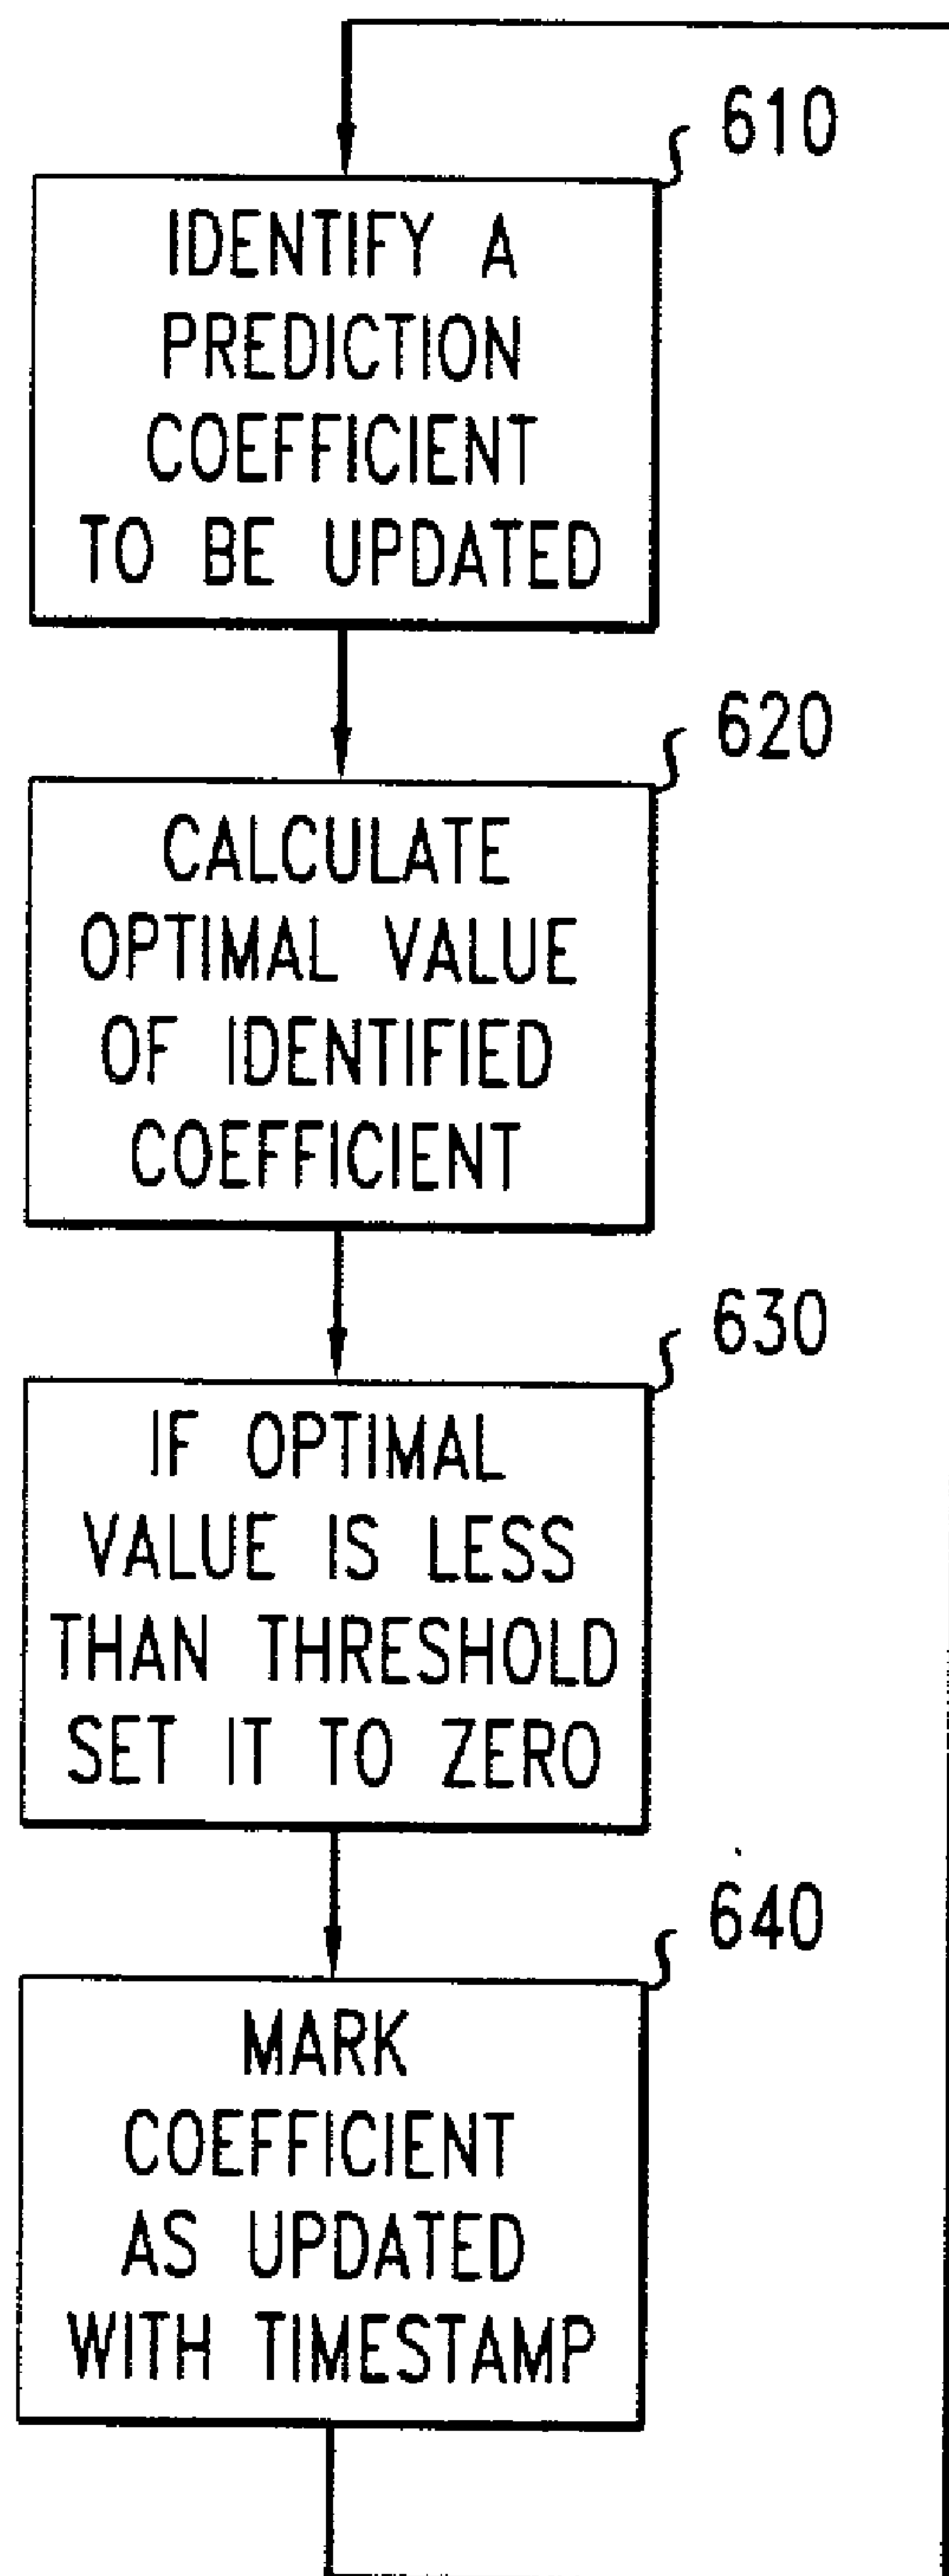 610
IDENTIFY A
PREDICTION
COEFFICIENT
TO BE UPDATED
620
CALCULATE
OPTIMAL VALUE
OF IDENTIFIED
COEFFICIENT
630
IF OPTIMAL
VALUE IS LESS
THAN THRESHOLD
SET IT TO ZERO
640
MARK
COEFFICIENT
AS UPDATED
WITH TIMESTAMP